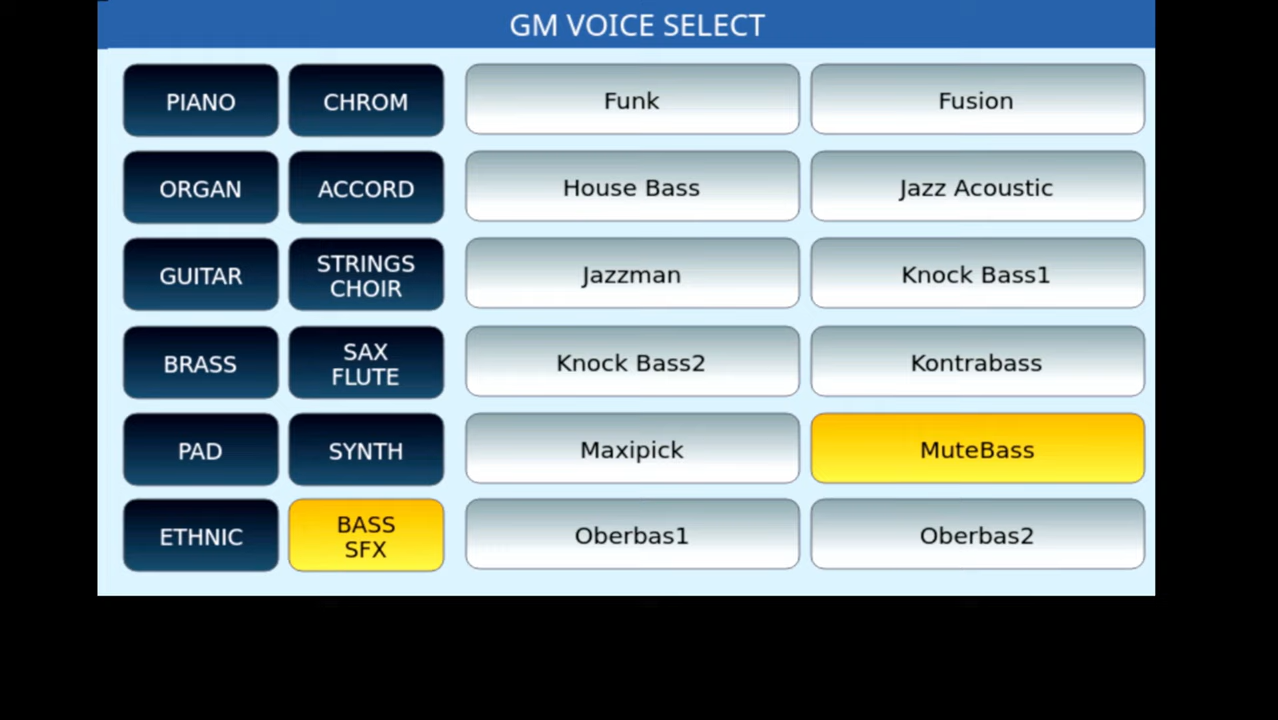 GM VOICE SELECT
PIANO
CHROM
Funk
Fusion
ORGAN
ACCORD
House Bass
Jazz Acoustic
GUITAR
STRINGS
CHOIR
Jazzman
Knock Bass1
BRASS
SAX
FLUTE
Knock Bass2
Kontrabass
PAD
SYNTH
Maxipick
MuteBass
ETHNIC
BASS
SFX
Oberbas1
Oberbas2